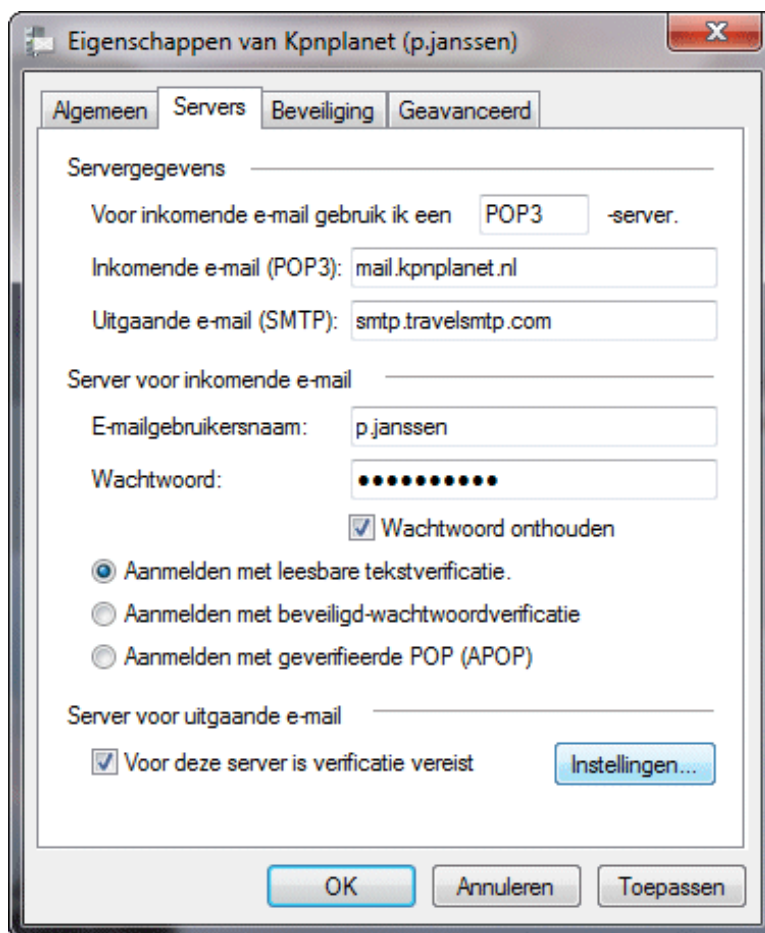 Eigenschappen van Kpnplanet (p.janssen)
Algemeen Servers Beveiliging Geavanceerd
Servergegevens
Voor inkomende e-mail gebruik ik een POP3 -server.
Inkomende e-mail (POP3): mail.kpnplanet.nl
Uitgaande e-mail (SMTP): smtp.travelsmtp.com
Server voor inkomende e-mail
E-mailgebruikersnaam: p.janssen
Wachtwoord: ●●●●●●●●●●
Wachtwoord onthouden
Aanmelden met leesbare tekstverificatie.
Aanmelden met beveiligd-wachtwoordverificatie
Aanmelden met geverifieerde POP (APOP)
Server voor uitgaande e-mail
Voor deze server is verificatie vereist Instellingen...
OK Annuleren Toepassen